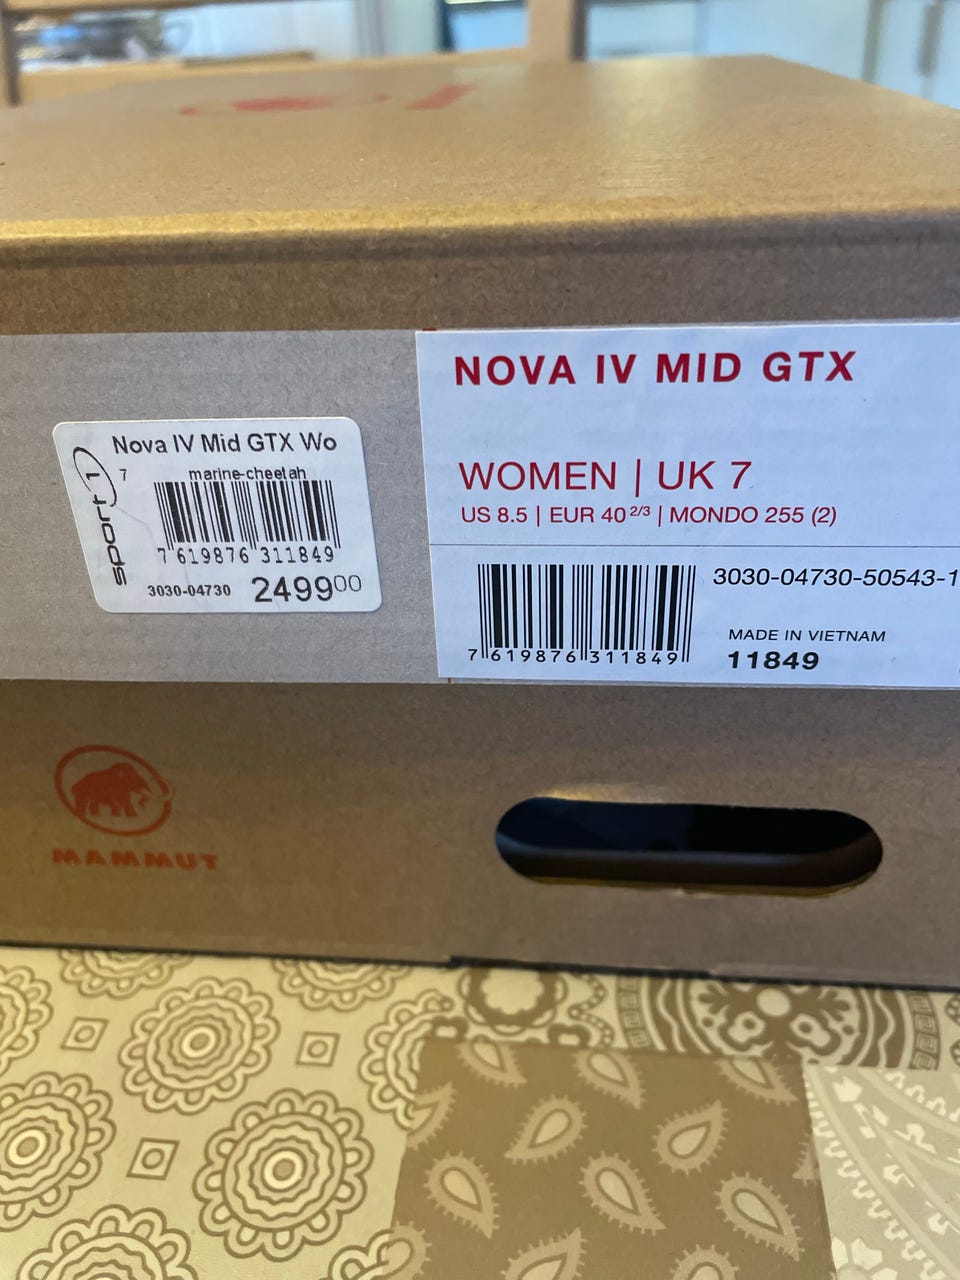 Nova IV Mid GTX Wo
7
marine-cheetah
sport 1
7 619876 311849
3030-04730
249900
NOVA IV MID GTX
WOMEN | UK 7
US 8.5 | EUR 40 2/3 | MONDO 255 (2)
3030-04730-50543-1
7 619876 311849
MADE IN VIETNAM
11849
MAMMUT